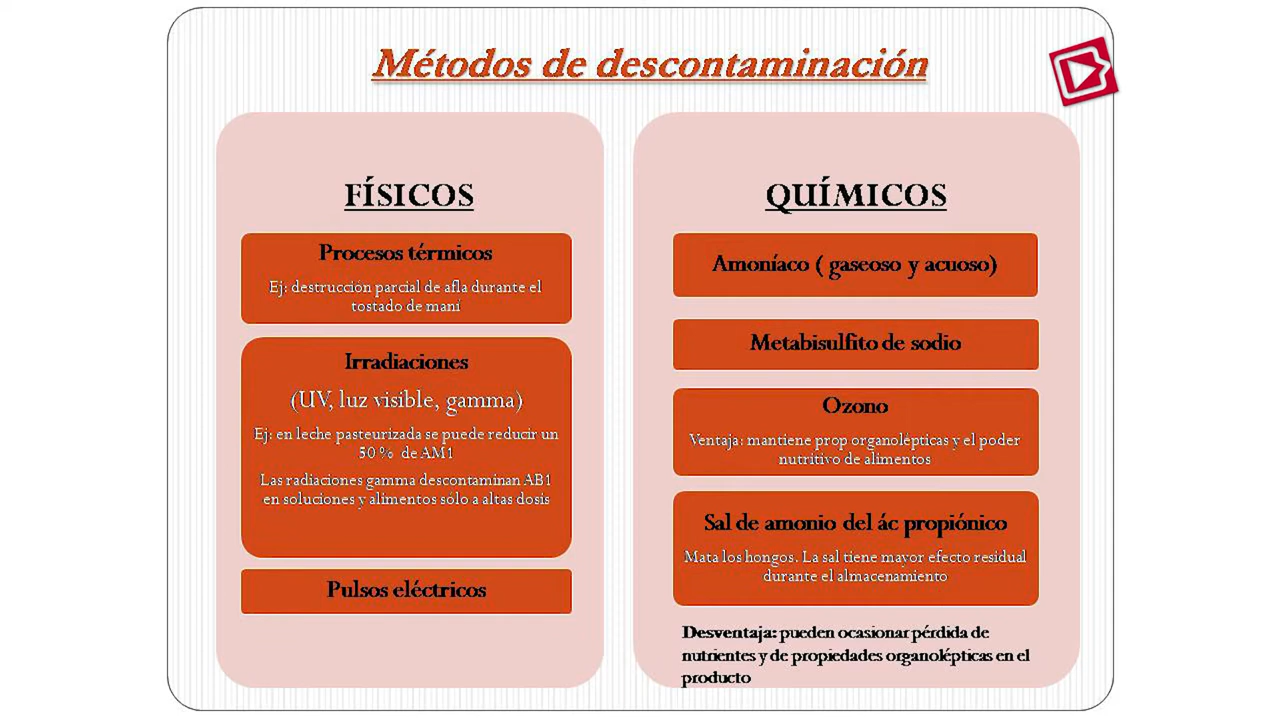 Métodos de descontaminación
FÍSICOS
Procesos térmicos
Ej: destrucción parcial de afla durante el
tostado de maní
Irradiaciones
(UV, luz visible, gamma)
Ej: en leche pasteurizada se puede reducir un
50 % de AM1
Las radiaciones gamma descontaminan AB1
en soluciones y alimentos sólo a altas dosis
Pulsos eléctricos
QUÍMICOS
Amoníaco ( gaseoso y acuoso)
Metabisulfito de sodio
Ozono
Ventaja: mantiene prop organolépticas y el poder
nutritivo de alimentos
Sal de amonio del ác propiónico
Mata los hongos. La sal tiene mayor efecto residual
durante el almacenamiento
Desventaja: pueden ocasionar pérdida de
nutrientes y de propiedades organolépticas en el
producto